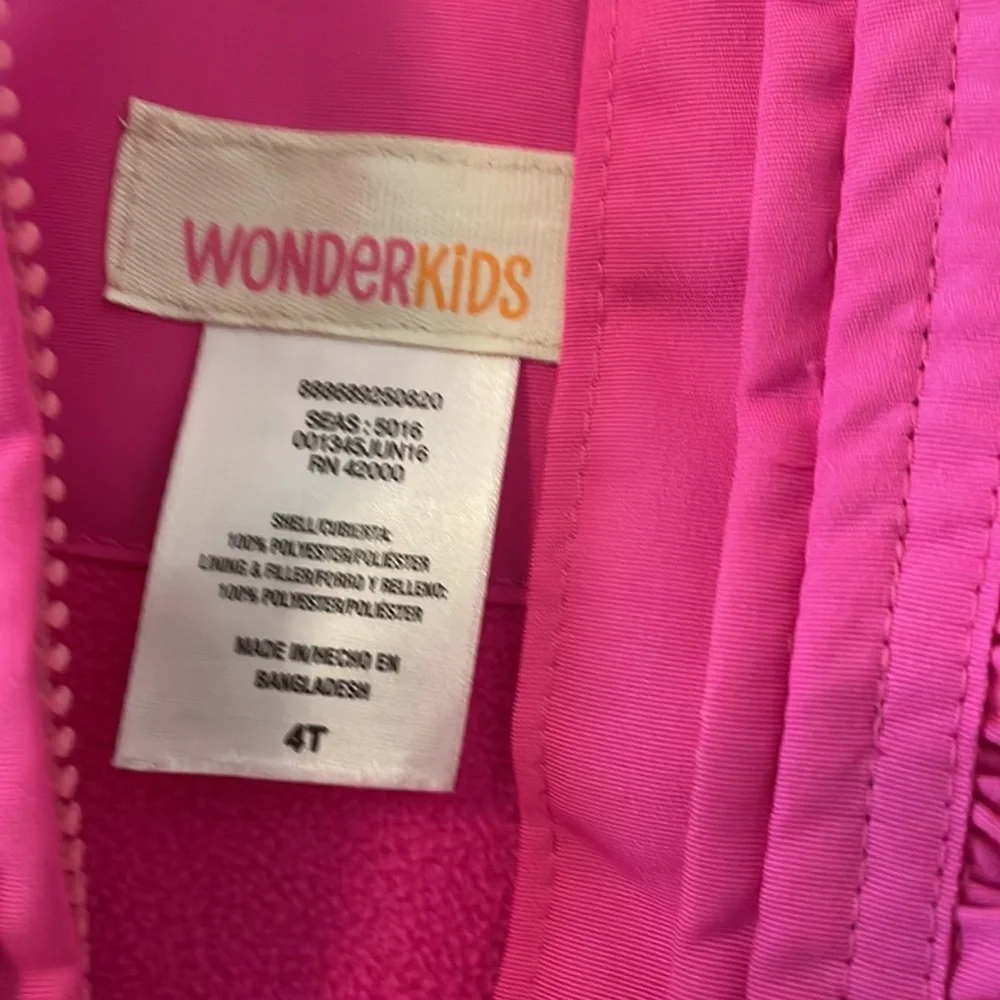 WONDERKiDS
888689250820
SEAS : 5016
001345JUN16
RN 42000
SHELL/CUBIERTA:
100% POLYESTER/POLIÉSTER
LINING & FILLER/FORRO Y RELLENO:
100% POLYESTER/POLIÉSTER
MADE IN/HECHO EN
BANGLADESH
4T